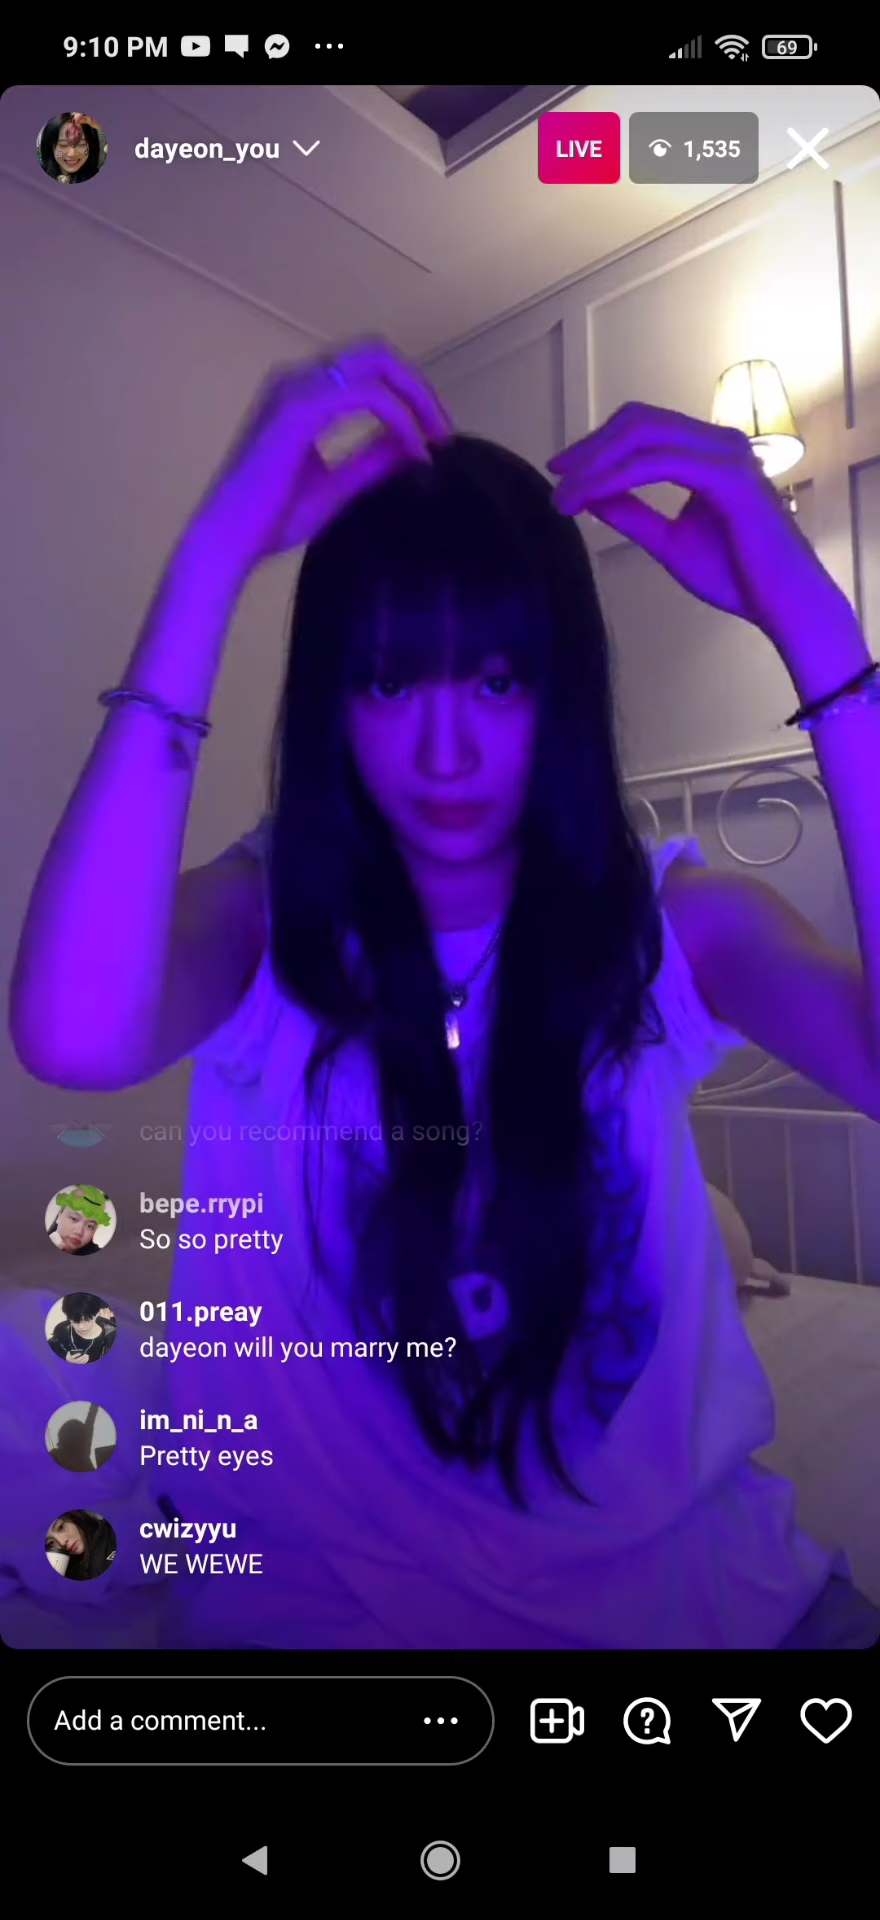 9:10 PM
69
dayeon_you
LIVE
1,535
can you recommend a song?
bepe.rrypi
So so pretty
011.preay
dayeon will you marry me?
im_ni_n_a
Pretty eyes
cwizyyu
WE WEWE
Add a comment...